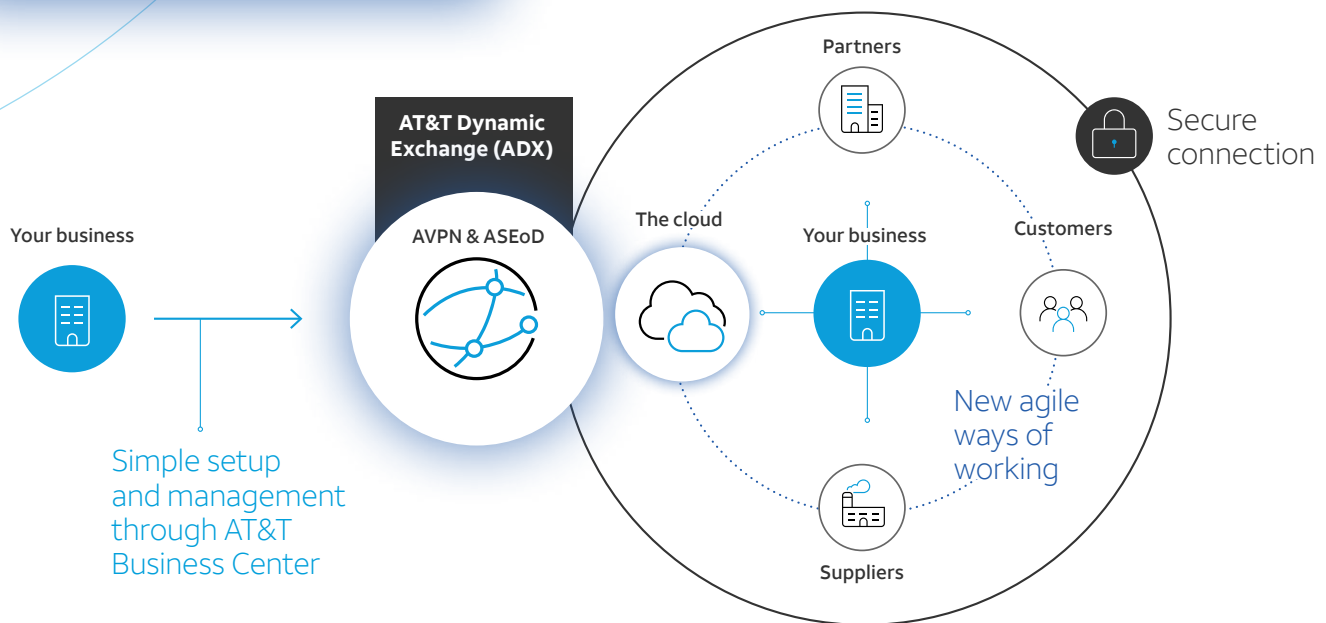 Partners
AT&T Dynamic
Exchange (ADX)
Secure
connection
Your business
AVPN & ASEoD
The cloud
Your business
Customers
New agile
ways of
working
Simple setup
and management
through AT&T
Business Center
Suppliers